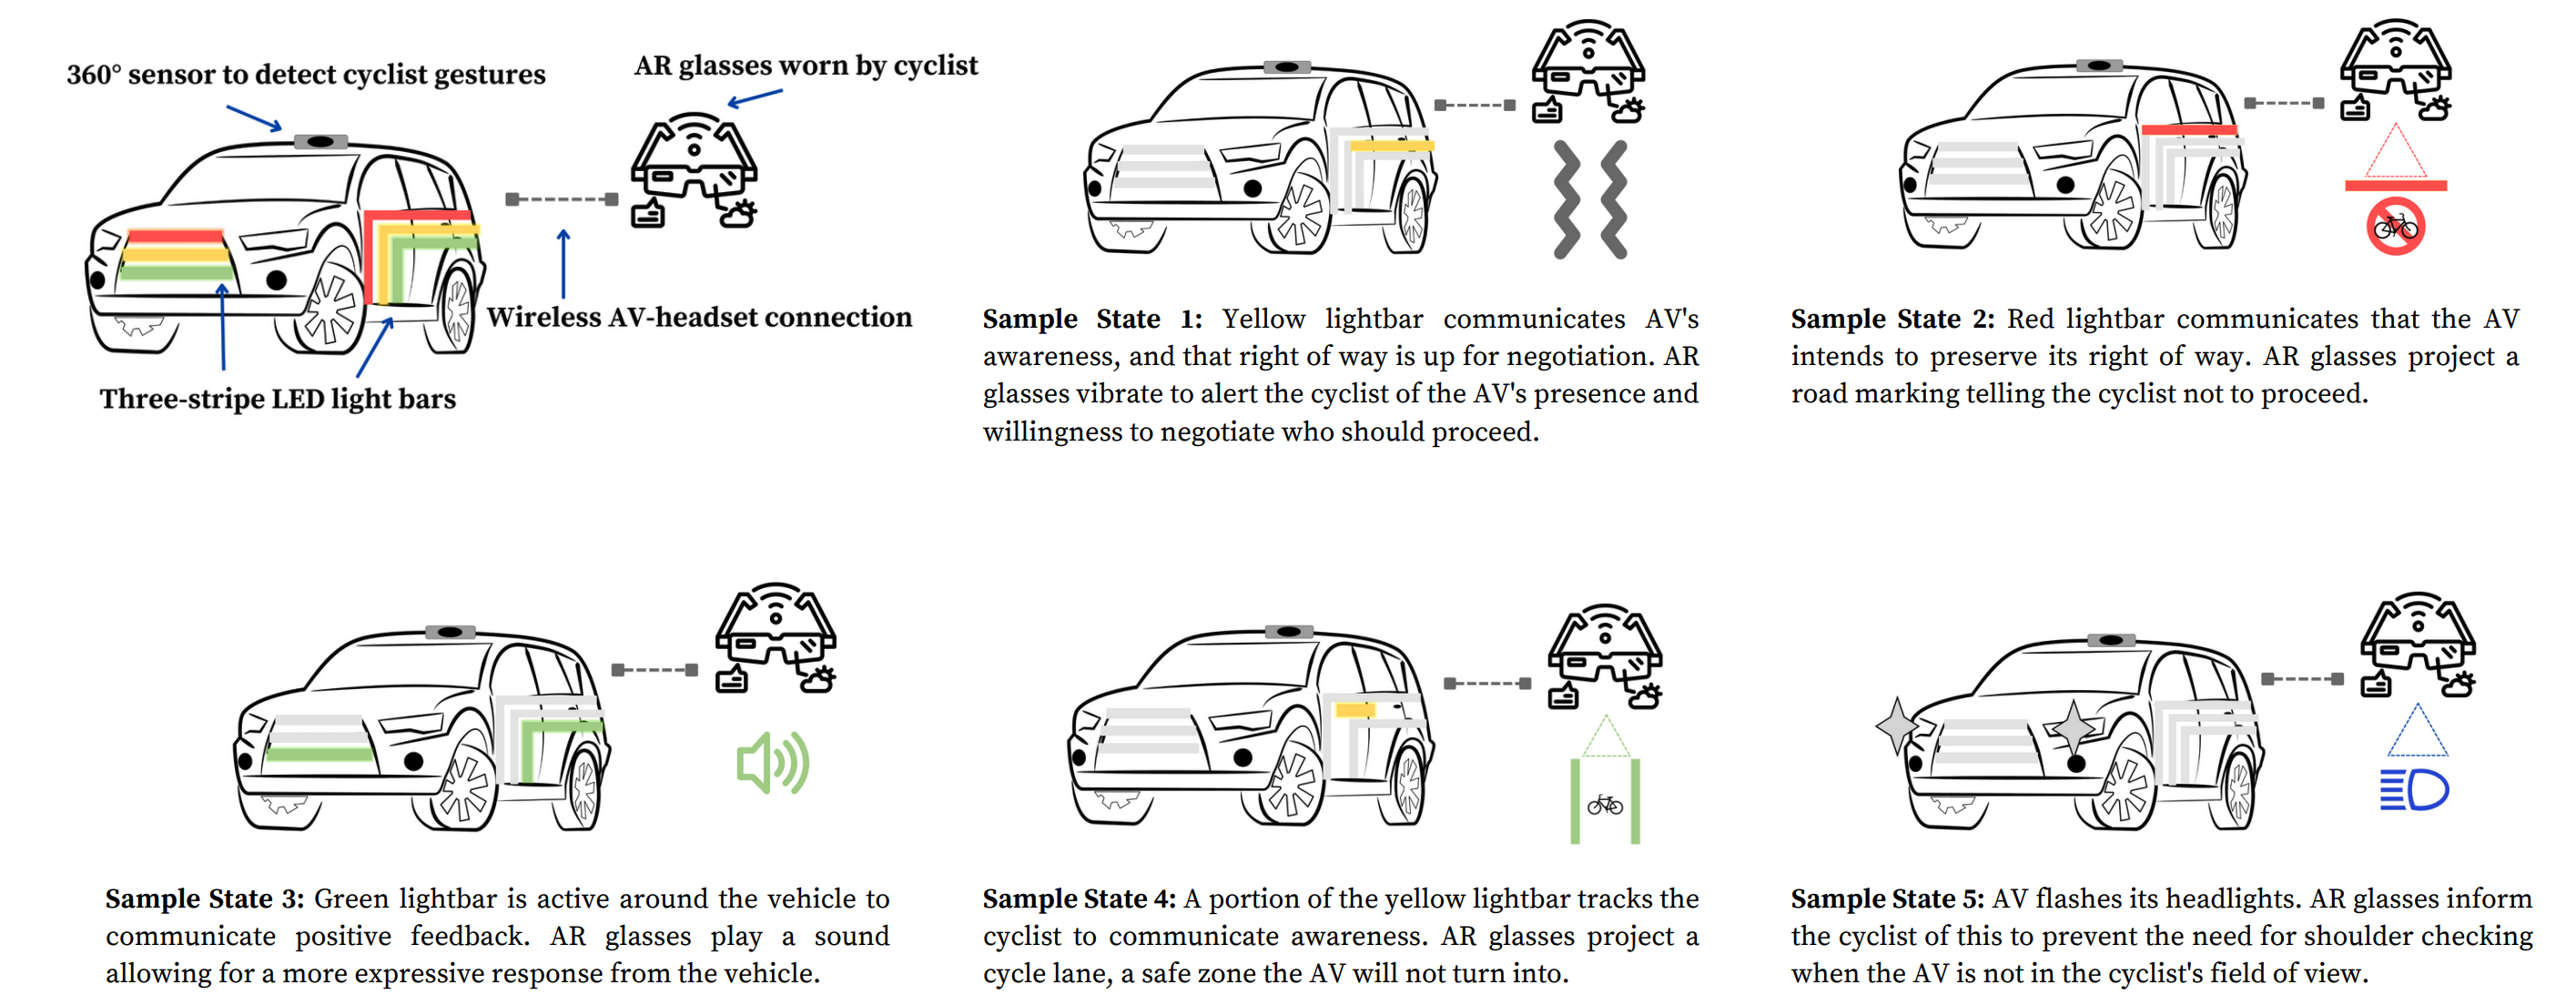 360° sensor to detect cyclist gestures
AR glasses worn by cyclist
Wireless AV-headset connection
Three-stripe LED light bars
Sample State 1: Yellow lightbar communicates AV's
awareness, and that right of way is up for negotiation. AR
glasses vibrate to alert the cyclist of the AV's presence and
willingness to negotiate who should proceed.
Sample State 2: Red lightbar communicates that the AV
intends to preserve its right of way. AR glasses project a
road marking telling the cyclist not to proceed.
Sample State 3: Green lightbar is active around the vehicle to
communicate positive feedback. AR glasses play a sound
allowing for a more expressive response from the vehicle.
Sample State 4: A portion of the yellow lightbar tracks the
cyclist to communicate awareness. AR glasses project a
cycle lane, a safe zone the AV will not turn into.
Sample State 5: AV flashes its headlights. AR glasses inform
the cyclist of this to prevent the need for shoulder checking
when the AV is not in the cyclist's field of view.